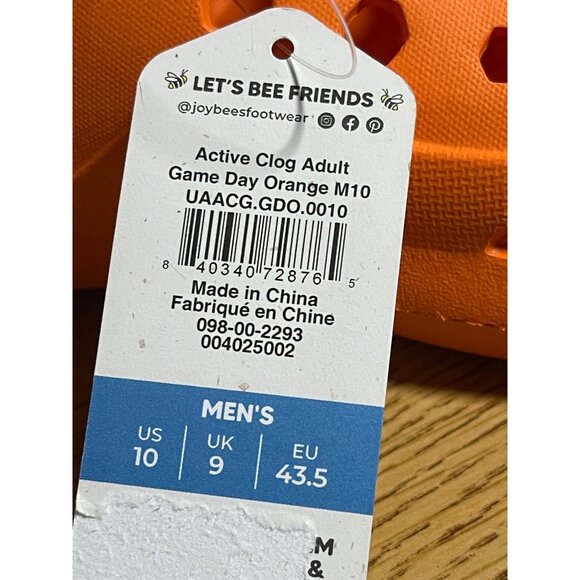 LET'S BEE FRIENDS
@joybeesfootwear
Active Clog Adult
Game Day Orange M10
UAACG.GDO.0010
8 40340 72876 5
Made in China
Fabriqué en Chine
098-00-2293
004025002
MEN'S
US UK EU
10 9 43.5
&